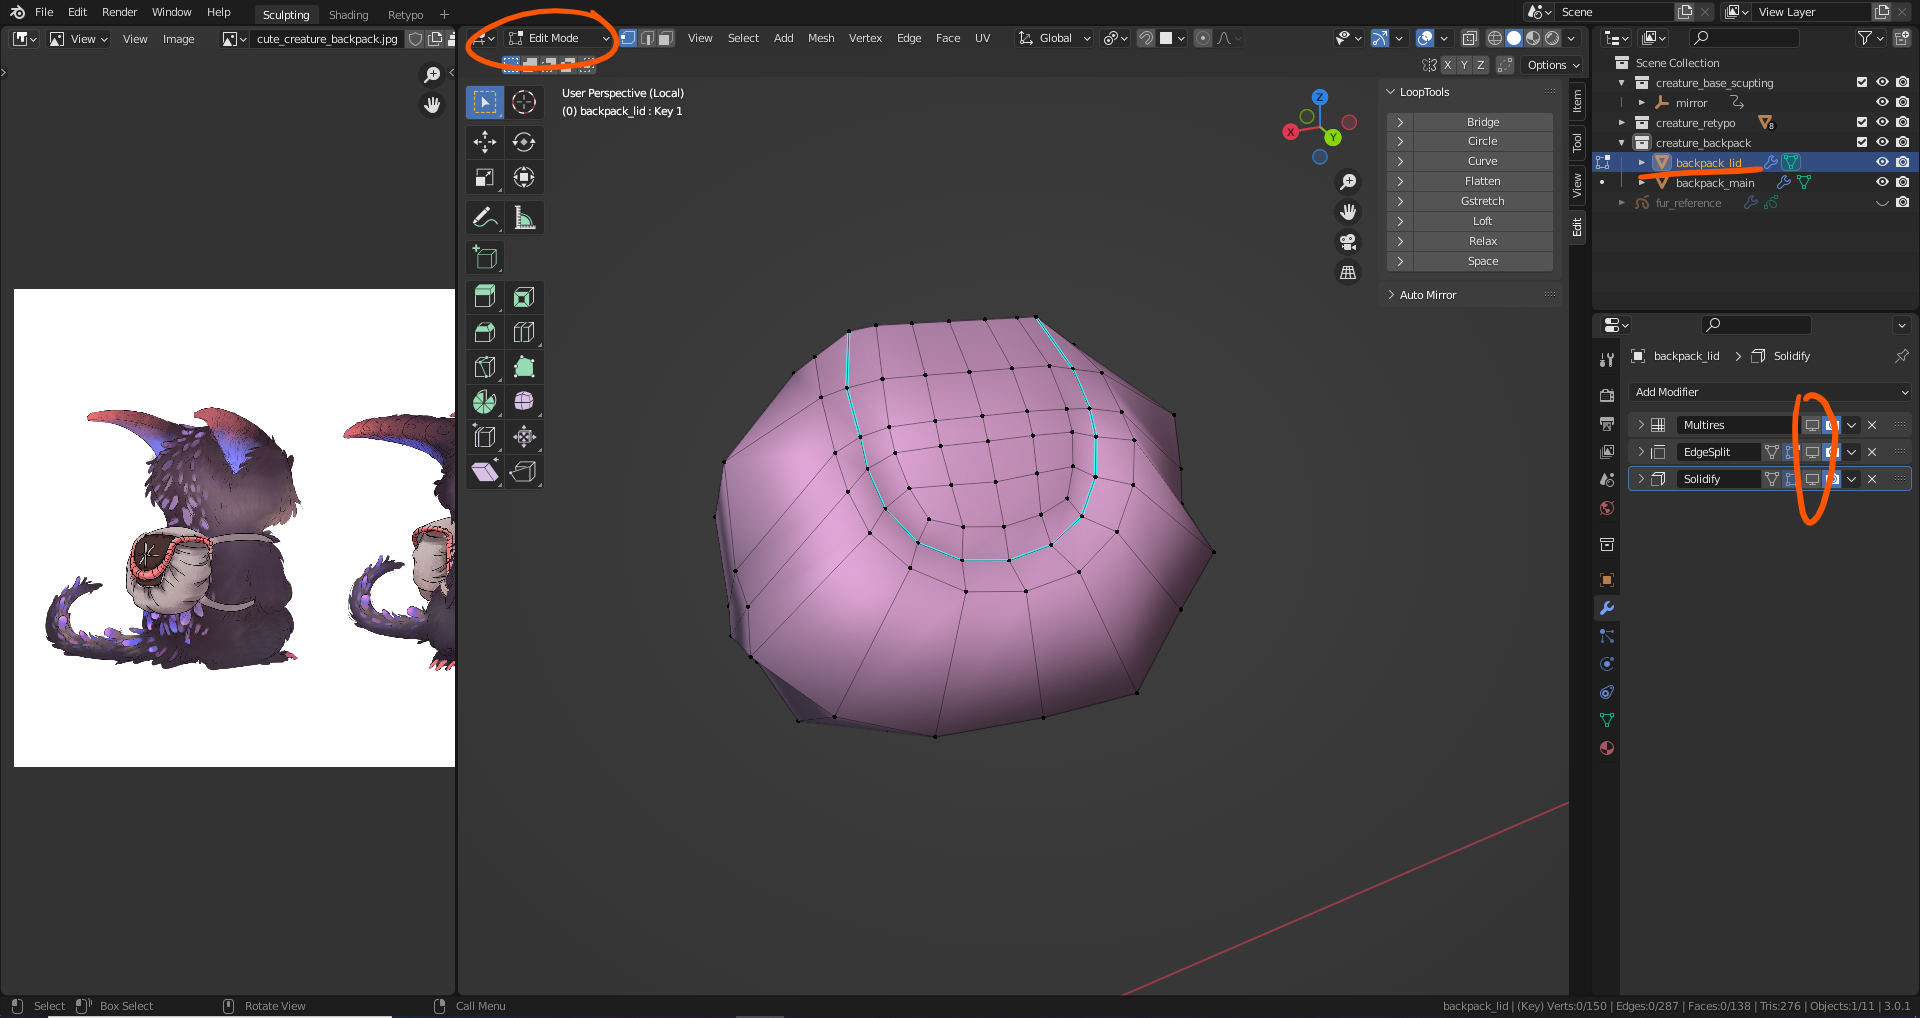 File Edit Render Window Help Sculpting Shading Retypo + Scene View Layer
View View Image cute_creature_backpack.jpg Edit Mode View Select Add Mesh Vertex Edge Face UV Global
X Y Z Options
User Perspective (Local)
(0) backpack_lid : Key 1
Z
X
Y
LoopTools
Bridge
Circle
Curve
Flatten
Gstretch
Loft
Relax
Space
Auto Mirror
Item
Tool
View
Edit
Scene Collection
creature_base_scupting
mirror
creature_retypo 8
creature_backpack
backpack_lid
backpack_main
fur_reference
backpack_lid > Solidify
Add Modifier
Multires
EdgeSplit
Solidify
Select Box Select Rotate View Call Menu
backpack_lid | (Key) Verts:0/150 | Edges:0/287 | Faces:0/138 | Tris:276 | Objects:1/11 | 3.0.1